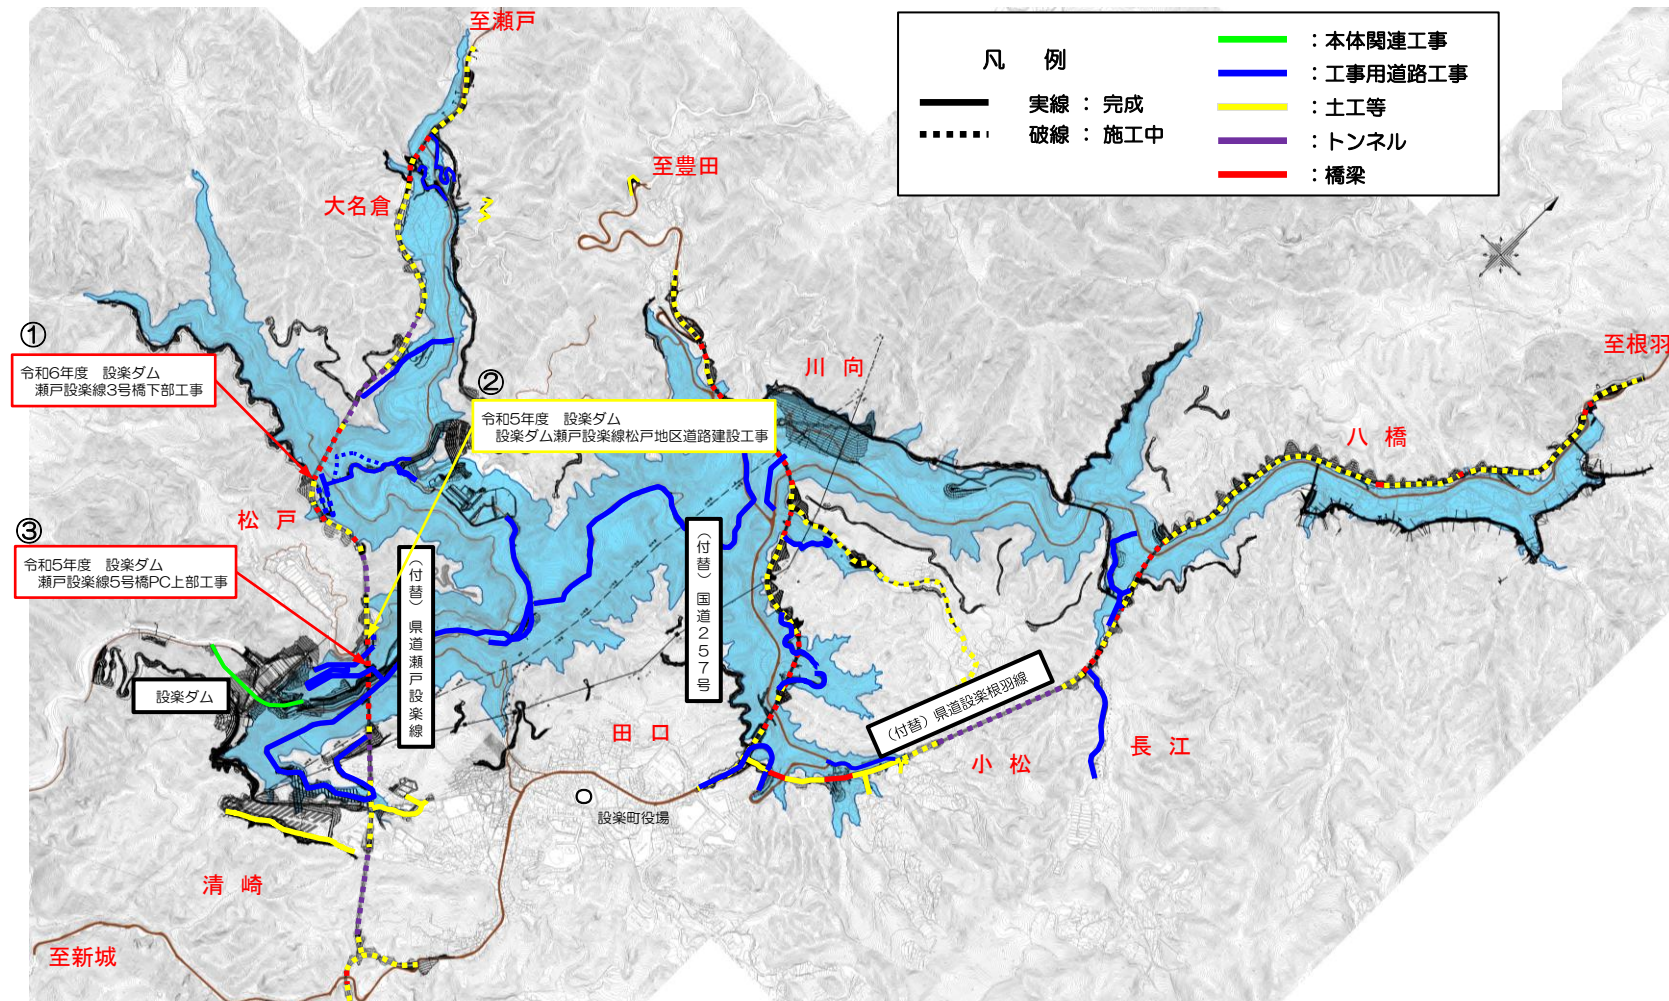 至瀬戸
凡 例
実線 : 完成
破線 : 施工中
:本体関連工事
:工事用道路工事
:土工等
:トンネル
:橋梁
至豊田
大名倉
川 向
至根羽
八 橋
①
令和6年度 設楽ダム
瀬戸設楽線3号橋下部工事
②
令和5年度 設楽ダム
設楽ダム瀬戸設楽線松戸地区道路建設工事
松 戸
③
令和5年度 設楽ダム
瀬戸設楽線5号橋PC上部工事
(付替)県道瀬戸設楽線
(付替)国道257号
(付替)県道設楽根羽線
設楽ダム
田 口
小 松
長 江
設楽町役場
清 崎
至新城